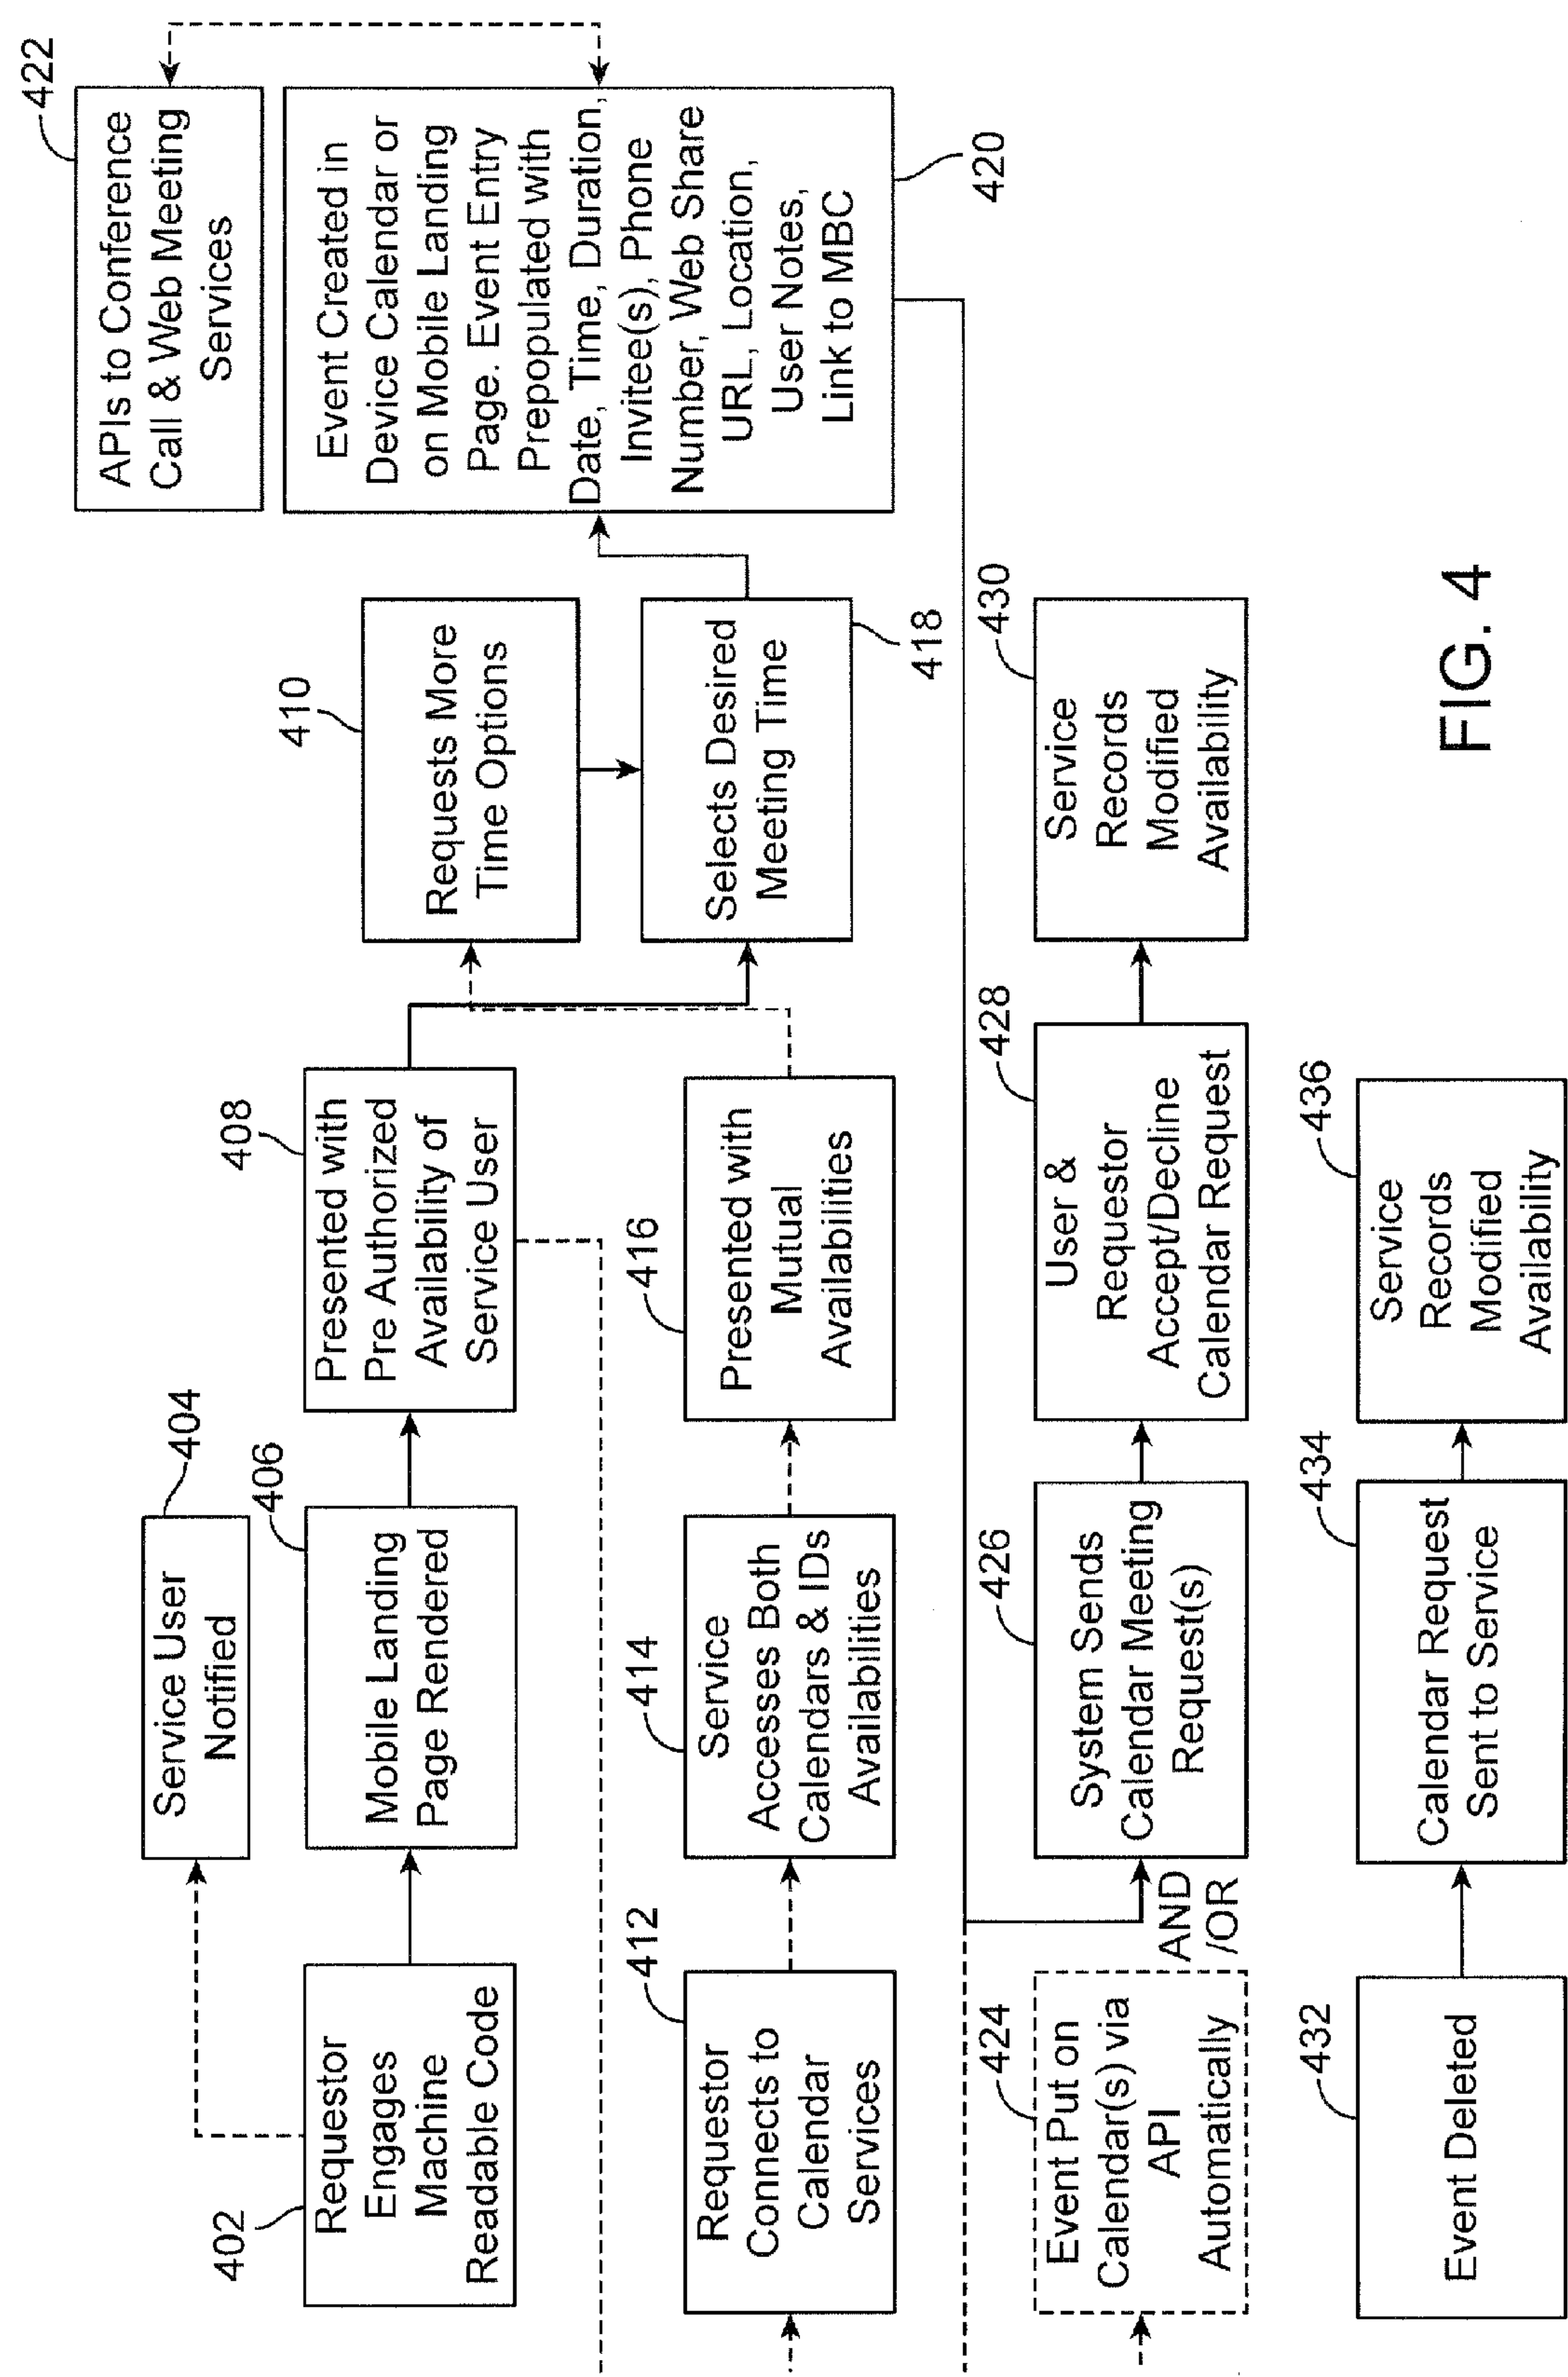 402
Requestor
Engages
Machine
Readable Code
404
Service User
Notified
406
Mobile Landing
Page Rendered
408
Presented with
Pre Authorized
Availability of
Service User
410
Requests More
Time Options
412
Requestor
Connects to
Calendar
Services
414
Service
Accesses Both
Calendars & IDs
Availabilities
416
Presented with
Mutual
Availabilities
Selects Desired
Meeting Time
418
422
APIs to Conference
Call & Web Meeting
Services
Event Created in
Device Calendar or
on Mobile Landing
Page. Event Entry
Prepopulated with
Date, Time, Duration,
Invitee(s), Phone
Number, Web Share
URL, Location,
User Notes,
Link to MBC
420
424
Event Put on
Calendar(s) via
API
Automatically
AND
/OR
426
System Sends
Calendar Meeting
Request(s)
428
User &
Requestor
Accept/Decline
Calendar Request
430
Service
Records
Modified
Availability
432
Event Deleted
434
Calendar Request
Sent to Service
436
Service
Records
Modified
Availability
FIG. 4